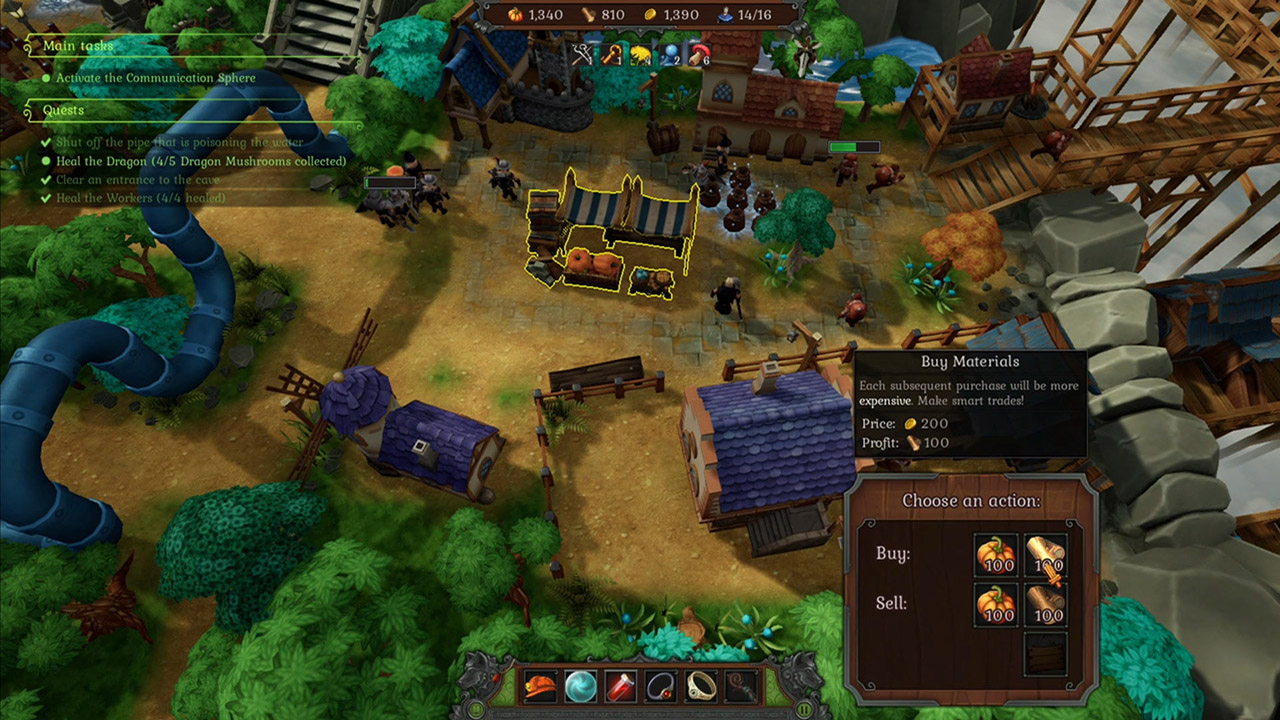 1,340 810 1,390 14/16
4 2 6
Main tasks
Activate the Communication Sphere
Quests
Shut off the pipe that is poisoning the water
Heal the Dragon (4/5 Dragon Mushrooms collected)
Clear an entrance to the cave
Heal the Workers (4/4 healed)
Buy Materials
Each subsequent purchase will be more
expensive. Make smart trades!
Price: 200
Profit: 100
Choose an action:
Buy: 100 100
Sell: 100 100